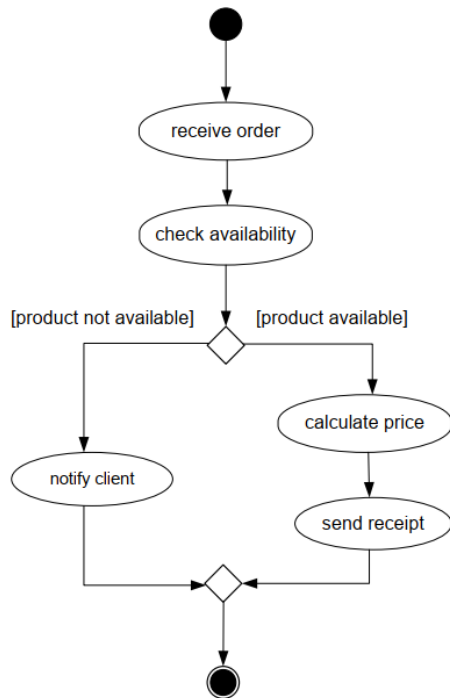 receive order
check availability
[product not available]
[product available]
calculate price
notify client
send receipt